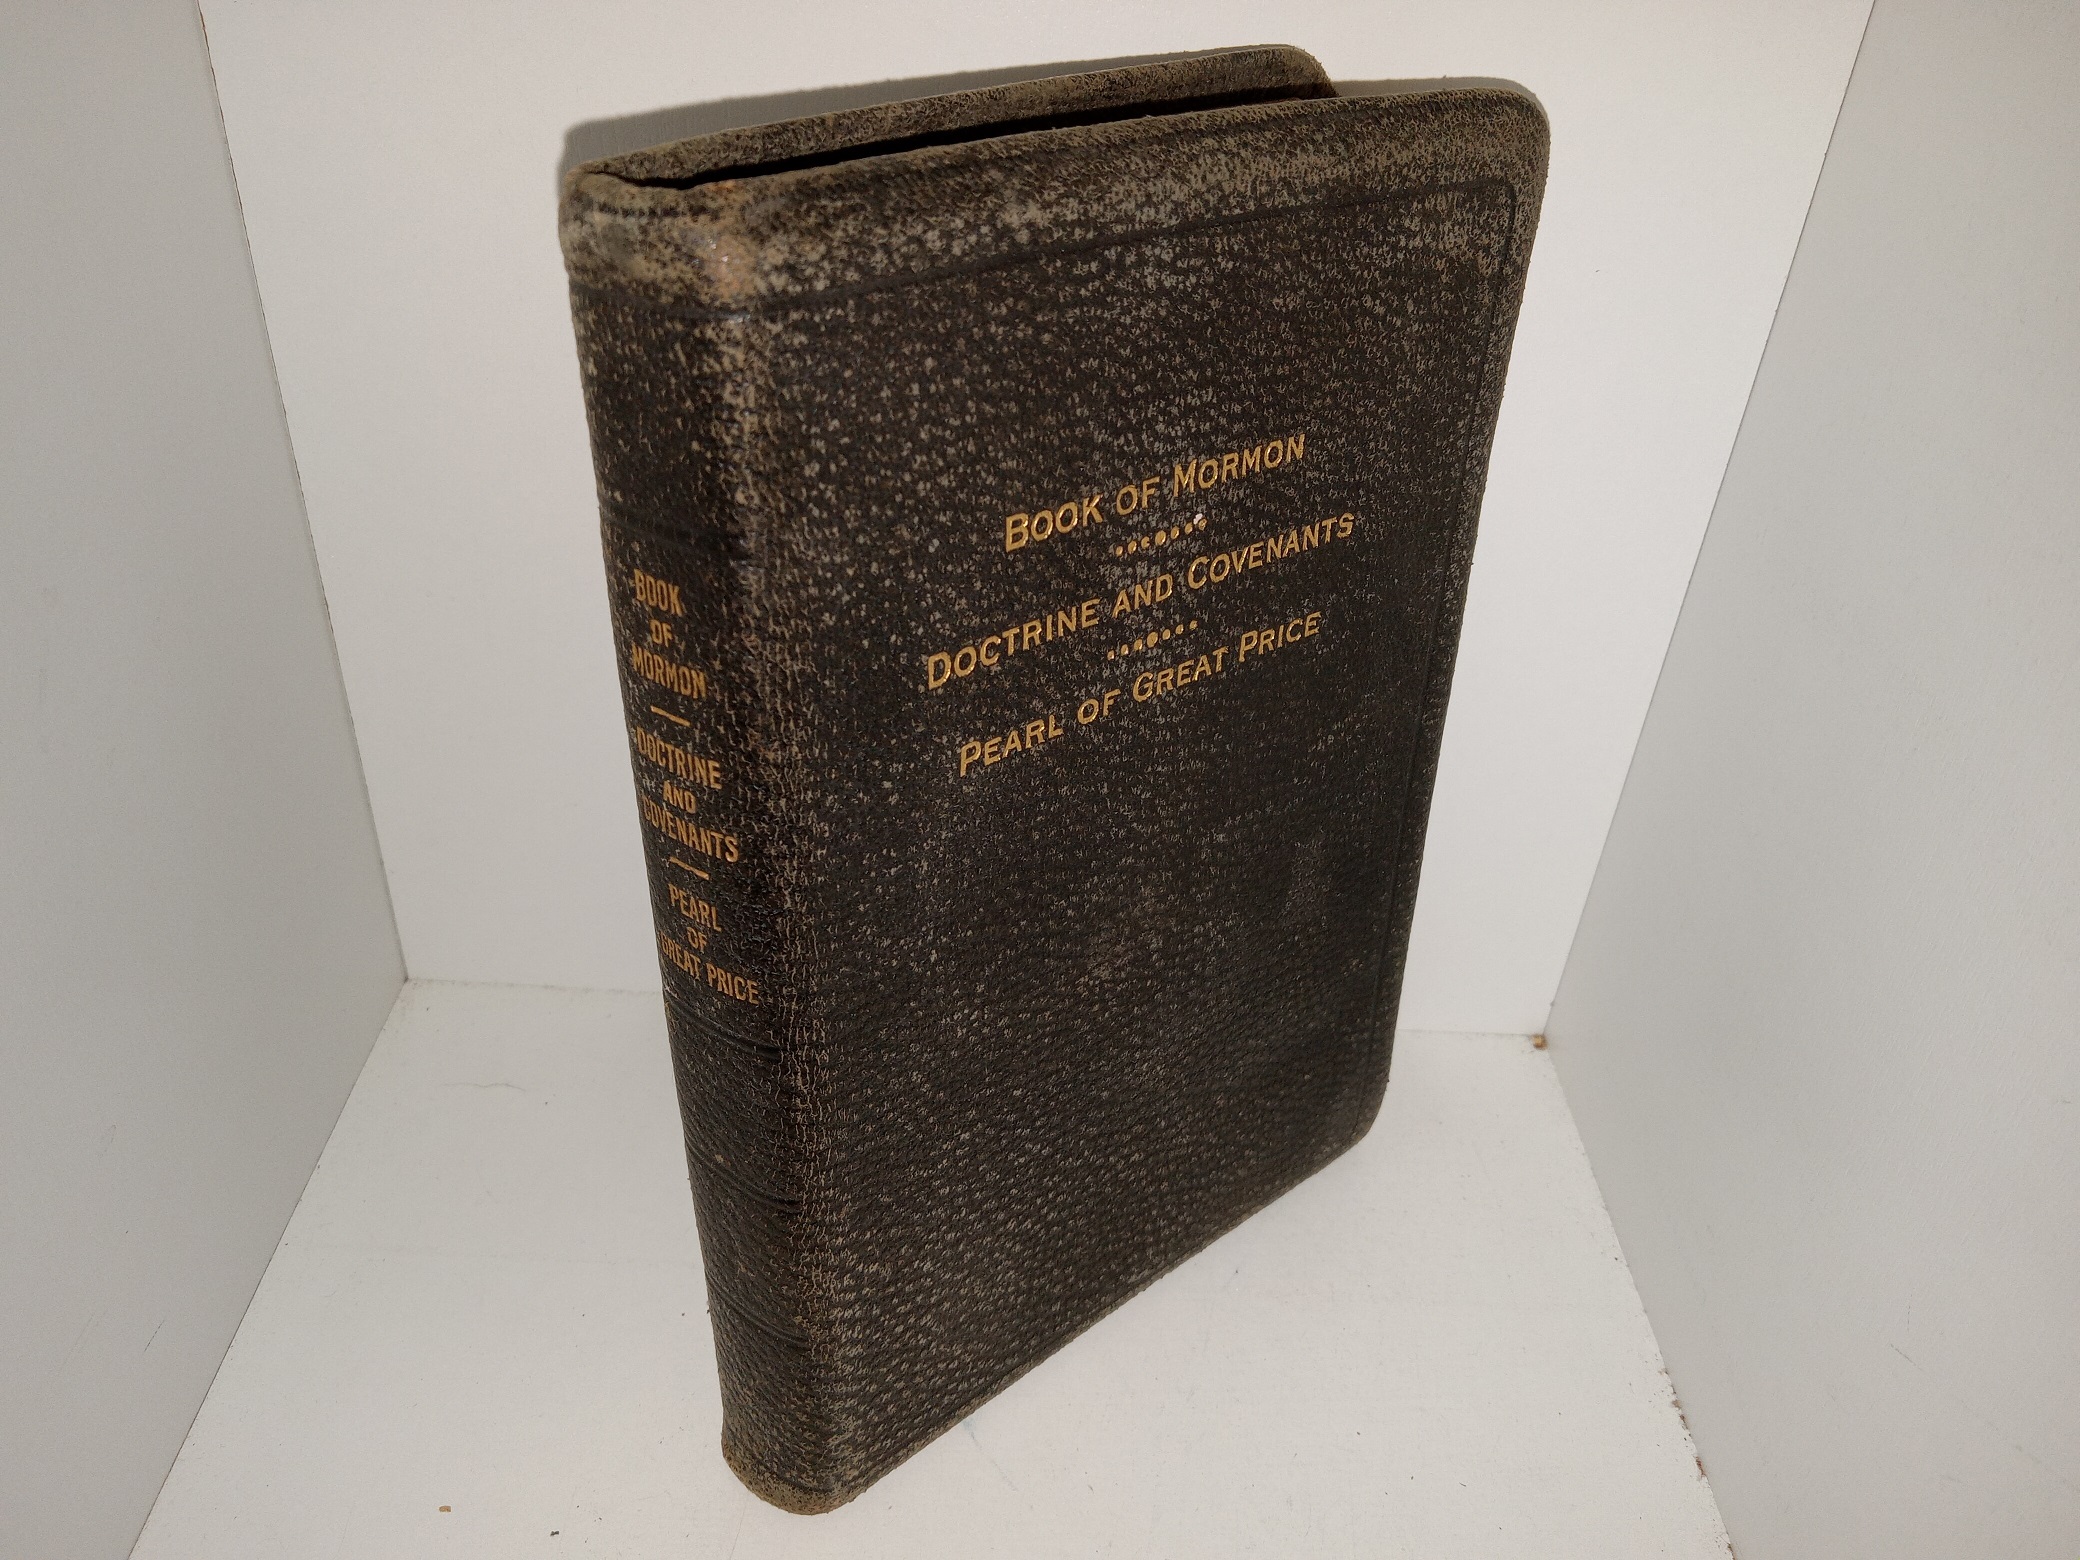 BOOK
OF
MORMON
DOCTRINE
AND
COVENANTS
PEARL
OF
GREAT PRICE
BOOK OF MORMON
DOCTRINE AND COVENANTS
PEARL OF GREAT PRICE